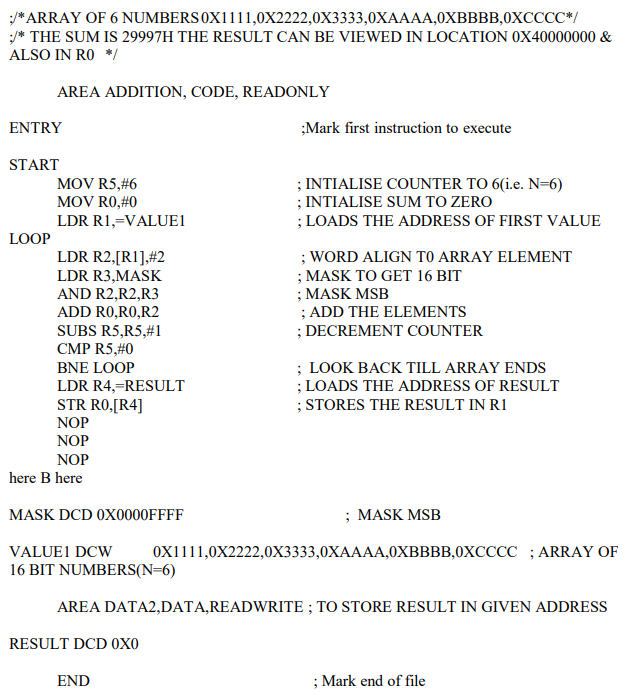 ;/*ARRAY OF 6 NUMBERS 0X1111,0X2222,0X3333,0XAAAA,0XBBBB,0XCCCC*/
;/* THE SUM IS 29997H THE RESULT CAN BE VIEWED IN LOCATION 0X40000000 &
ALSO IN R0 */
AREA ADDITION, CODE, READONLY
ENTRY ;Mark first instruction to execute
START
MOV R5,#6 ; INTIALISE COUNTER TO 6(i.e. N=6)
MOV R0,#0 ; INTIALISE SUM TO ZERO
LDR R1,=VALUE1 ; LOADS THE ADDRESS OF FIRST VALUE
LOOP
LDR R2,[R1],#2 ; WORD ALIGN T0 ARRAY ELEMENT
LDR R3,MASK ; MASK TO GET 16 BIT
AND R2,R2,R3 ; MASK MSB
ADD R0,R0,R2 ; ADD THE ELEMENTS
SUBS R5,R5,#1 ; DECREMENT COUNTER
CMP R5,#0
BNE LOOP ; LOOK BACK TILL ARRAY ENDS
LDR R4,=RESULT ; LOADS THE ADDRESS OF RESULT
STR R0,[R4] ; STORES THE RESULT IN R1
NOP
NOP
NOP
here B here
MASK DCD 0X0000FFFF ; MASK MSB
VALUE1 DCW 0X1111,0X2222,0X3333,0XAAAA,0XBBBB,0XCCCC ; ARRAY OF
16 BIT NUMBERS(N=6)
AREA DATA2,DATA,READWRITE ; TO STORE RESULT IN GIVEN ADDRESS
RESULT DCD 0X0
END ; Mark end of file